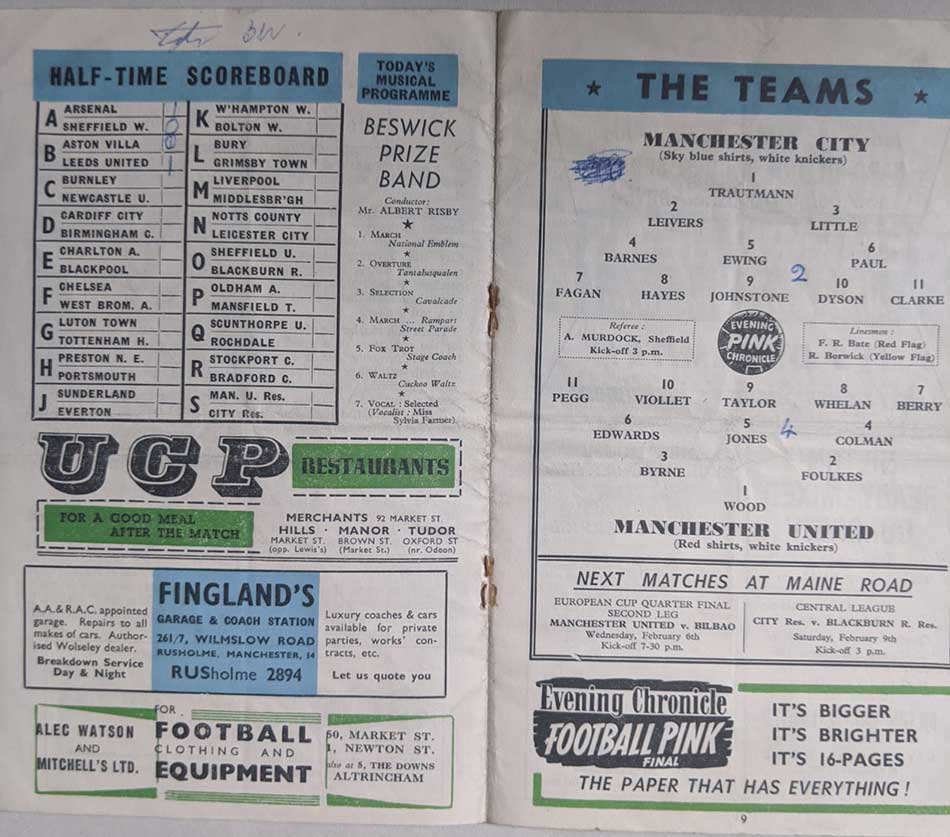 3W.
HALF-TIME SCOREBOARD
A ARSENAL 1
SHEFFIELD W. 0
B ASTON VILLA
LEEDS UNITED 1
C BURNLEY
NEWCASTLE U.
D CARDIFF CITY
BIRMINGHAM C.
E CHARLTON A.
BLACKPOOL
F CHELSEA
WEST BROM. A.
G LUTON TOWN
TOTTENHAM H.
H PRESTON N. E.
PORTSMOUTH
J SUNDERLAND
EVERTON
K W'HAMPTON W.
BOLTON W.
L BURY
GRIMSBY TOWN
M LIVERPOOL
MIDDLESBR'GH
N NOTTS COUNTY
LEICESTER CITY
O SHEFFIELD U.
BLACKBURN R.
P OLDHAM A.
MANSFIELD T.
Q SCUNTHORPE U.
ROCHDALE
R STOCKPORT C.
BRADFORD C.
S MAN. U. Res.
CITY Res.
TODAY'S
MUSICAL
PROGRAMME
BESWICK
PRIZE
BAND
Conductor:
Mr. ALBERT RISBY
1. MARCH
National Emblem
2. OVERTURE
Tantalusqualen
3. SELECTION
Cavalcade
4. MARCH ... Rampart
Street Parade
5. FOX TROT
Stage Coach
6. WALTZ
Cuckoo Waltz
7. VOCAL: Selected
(Vocalist: Miss
Sylvia Farmer)
UCP RESTAURANTS
FOR A GOOD MEAL
AFTER THE MATCH
MERCHANTS 92 MARKET ST.
HILLS · MANOR · TUDOR
MARKET ST. BROWN ST. OXFORD ST
(opp. Lewis's) (Market St.) (nr. Odeon)
A.A. & R.A.C. appointed
garage. Repairs to all
makes of cars. Author-
ised Wolseley dealer.
Breakdown Service
Day & Night
FINGLAND'S
GARAGE & COACH STATION
261/7, WILMSLOW ROAD
RUSHOLME, MANCHESTER, 14
RUSholme 2894
Luxury coaches & cars
available for private
parties, works' con-
tracts, etc.
Let us quote you
ALEC WATSON
AND
MITCHELL'S LTD.
FOR
FOOTBALL
CLOTHING AND
EQUIPMENT
50, MARKET ST.
1, NEWTON ST.
also at 5, THE DOWNS
ALTRINCHAM
★ THE TEAMS ★
MANCHESTER CITY
(Sky blue shirts, white knickers)
1
TRAUTMANN
2 3
LEIVERS LITTLE
4 5 6
BARNES EWING PAUL
2
7 8 9 10 11
FAGAN HAYES JOHNSTONE DYSON CLARKE
Referee:
A. MURDOCK, Sheffield
Kick-off 3 p.m.
EVENING
PINK
CHRONICLE
Linesmen:
F. R. Bate (Red Flag)
R. Borwick (Yellow Flag)
11 10 9 8 7
PEGG VIOLLET TAYLOR WHELAN BERRY
6 5 4
EDWARDS JONES COLMAN
4
3 2
BYRNE FOULKES
1
WOOD
MANCHESTER UNITED
(Red shirts, white knickers)
NEXT MATCHES AT MAINE ROAD
EUROPEAN CUP QUARTER FINAL
SECOND LEG
MANCHESTER UNITED v. BILBAO
Wednesday, February 6th
Kick-off 7-30 p.m.
CENTRAL LEAGUE
CITY Res. v. BLACKBURN R. Res.
Saturday, February 9th
Kick-off 3 p.m.
Evening Chronicle
FOOTBALL PINK
FINAL
IT'S BIGGER
IT'S BRIGHTER
IT'S 16-PAGES
THE PAPER THAT HAS EVERYTHING!
9